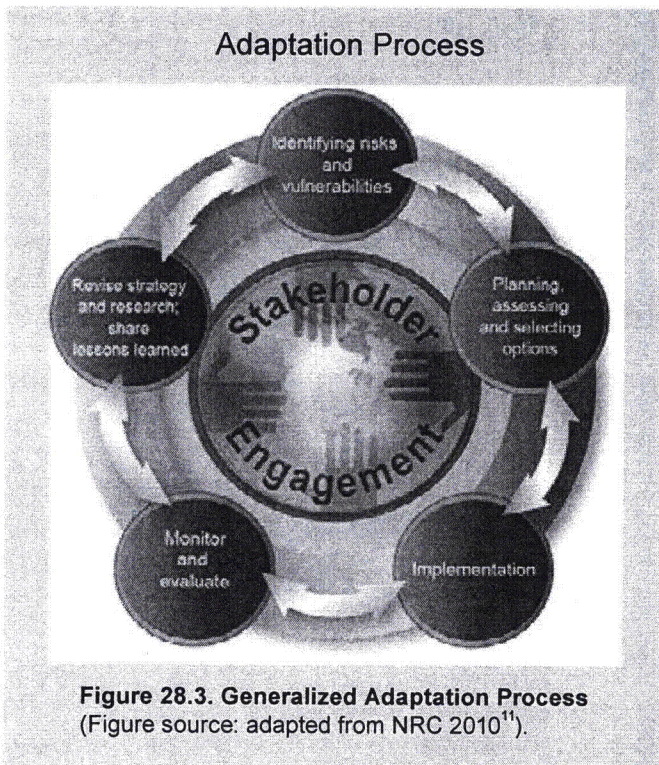 Adaptation Process
Identifying risks
and
vulnerabilities
Planning,
assessing
and selecting
options
Implementation
Monitor
and
evaluate
Revise strategy
and research;
share
lessons learned
Stakeholder
Engagement
Figure 28.3. Generalized Adaptation Process
(Figure source: adapted from NRC 2010¹¹).